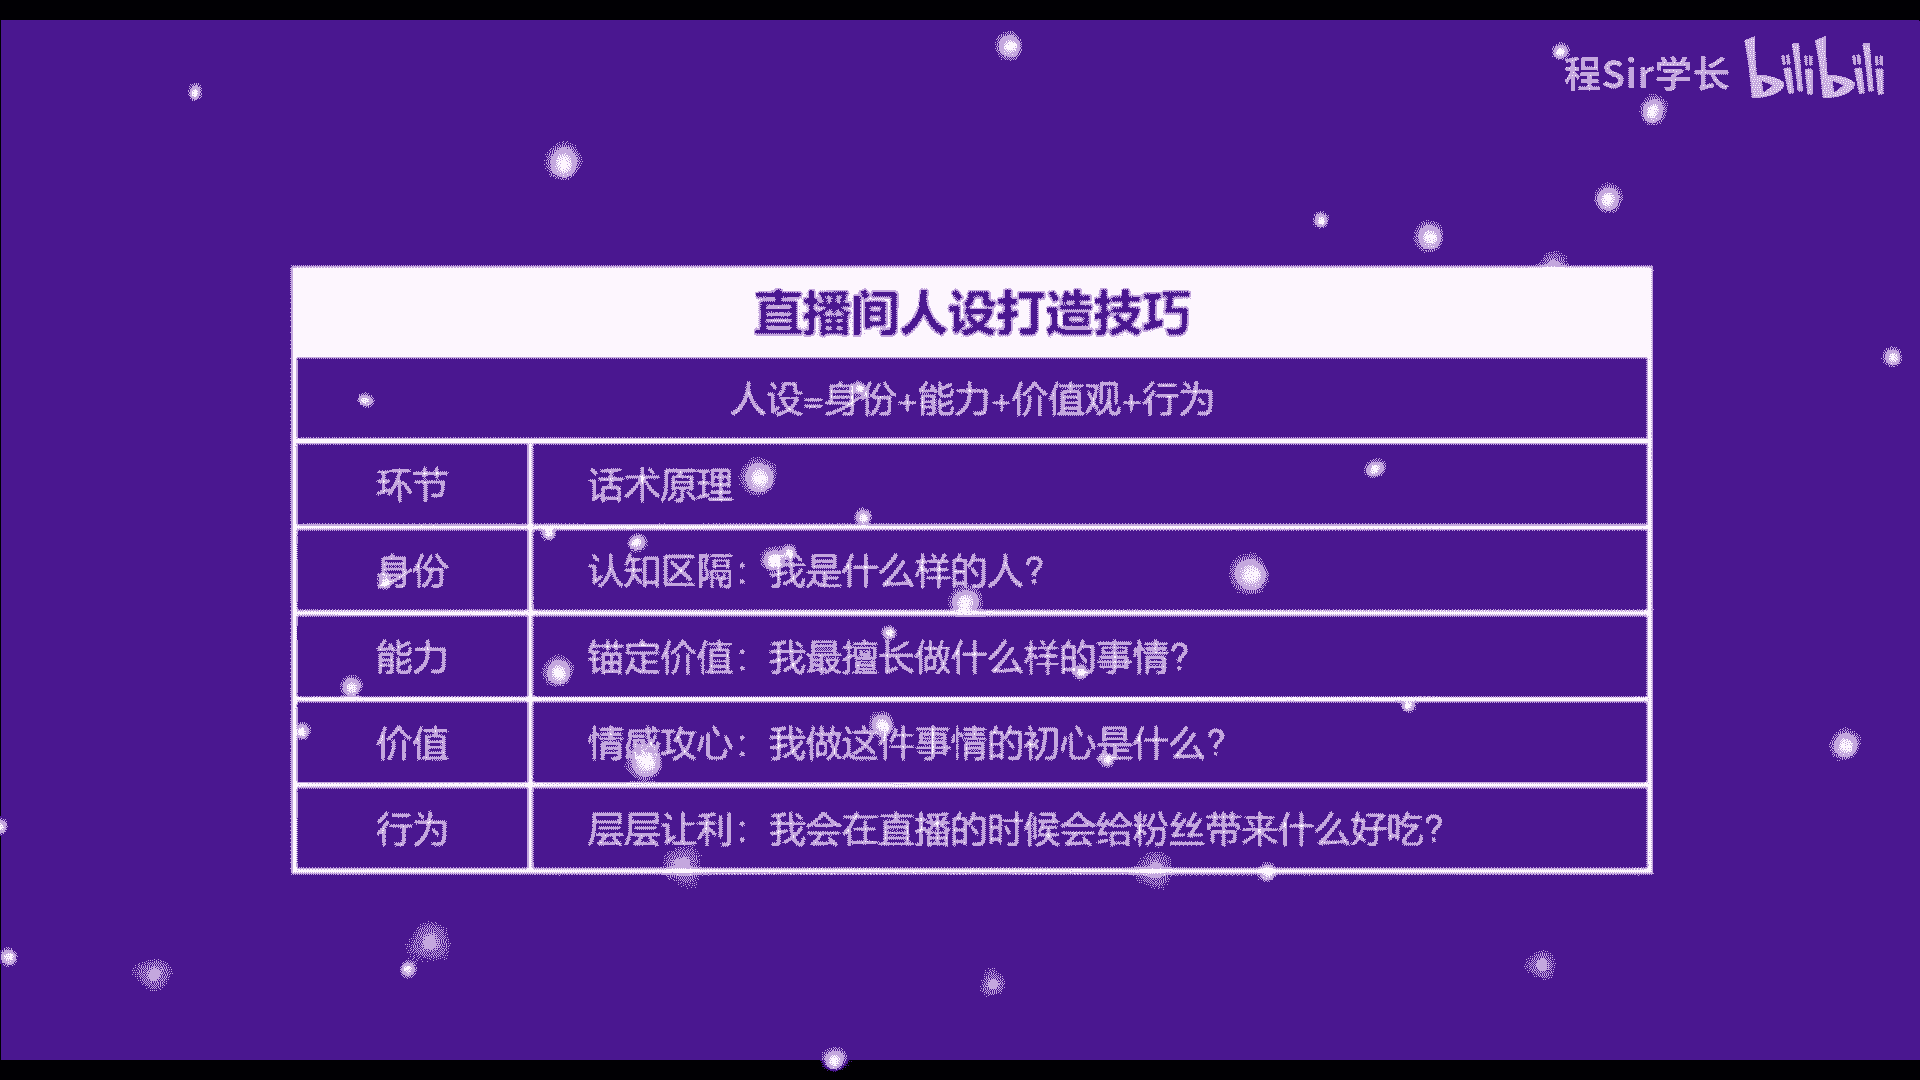 程Sir学长 bilibili
直播间人设打造技巧
人设=身份+能力+价值观+行为
环节 话术原理
身份 认知区隔：我是什么样的人？
能力 锚定价值：我最擅长做什么样的事情？
价值 情感攻心：我做这件事情的初心是什么？
行为 层层让利：我会在直播的时候会给粉丝带来什么好吃？